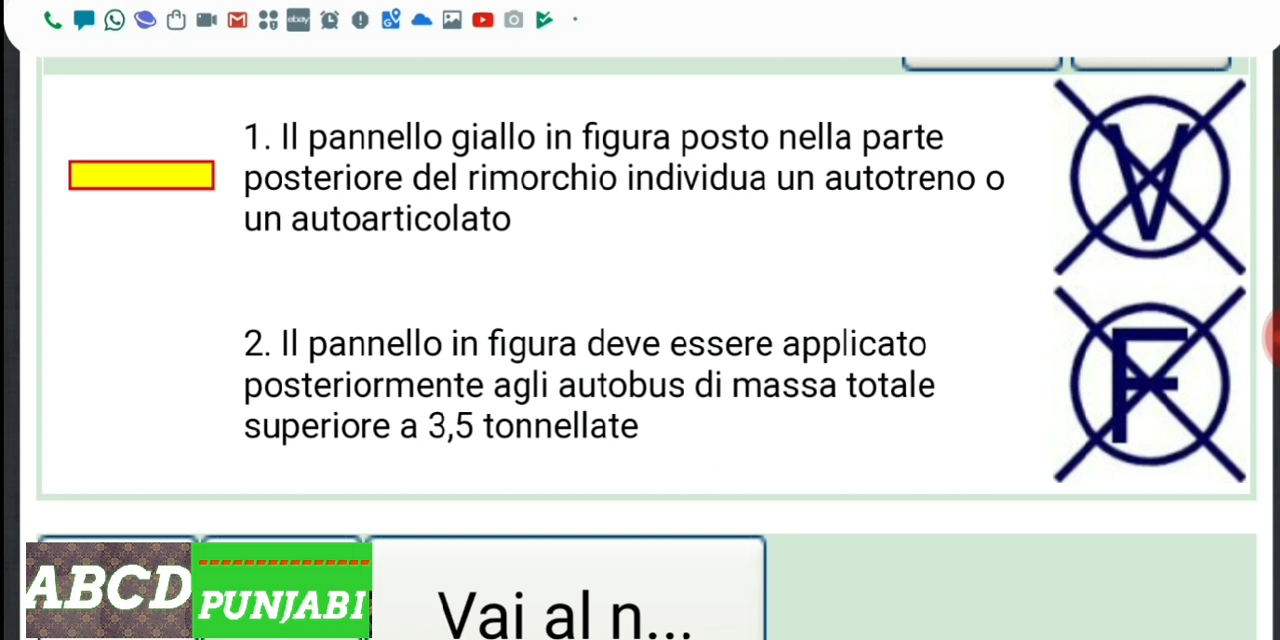 ebay
1. Il pannello giallo in figura posto nella parte
posteriore del rimorchio individua un autotreno o
un autoarticolato
V
2. Il pannello in figura deve essere applicato
posteriormente agli autobus di massa totale
superiore a 3,5 tonnellate
F
ABCD PUNJABI
Vai al n...